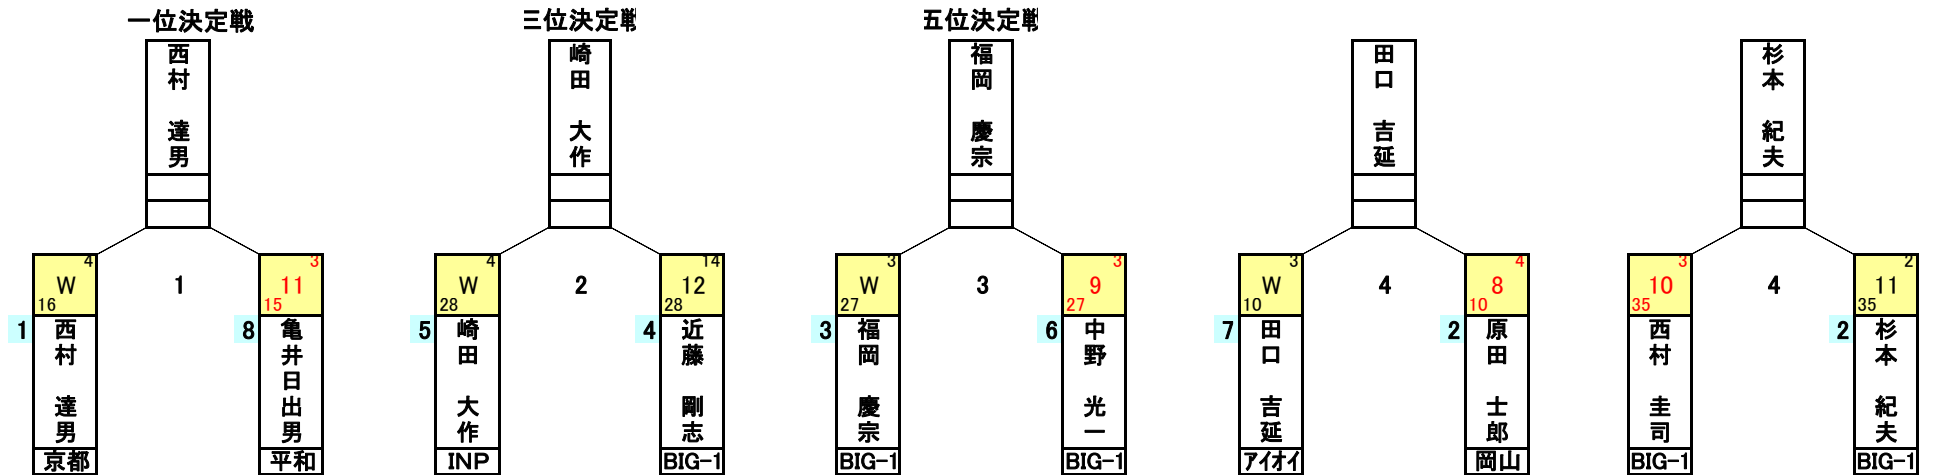 一位決定戦
三位決定戦
五位決定戦
西村 達男
崎田 大作
福岡 慶宗
田口 吉延
杉本 紀夫
4
3
4
14
3
3
3
4
3
2
W
1
11
W
2
12
W
3
9
W
4
8
10
4
11
16
15
28
28
27
27
10
10
35
35
1
西村 達男
8
亀井日出男
5
崎田 大作
4
近藤 剛志
3
福岡 慶宗
6
中野 光一
7
田口 吉延
2
原田 士郎
西村 圭司
2
杉本 紀夫
京都
平和
INP
BIG-1
BIG-1
BIG-1
アイオイ
岡山
BIG-1
BIG-1